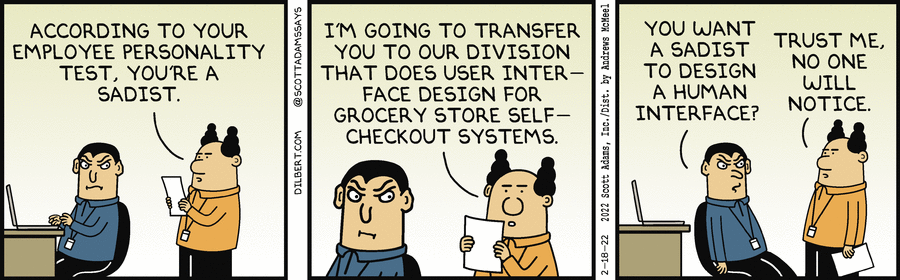 ACCORDING TO YOUR
EMPLOYEE PERSONALITY
TEST, YOU'RE A
SADIST.
DILBERT.COM @SCOTTADAMSSAYS
I'M GOING TO TRANSFER
YOU TO OUR DIVISION
THAT DOES USER INTER-
FACE DESIGN FOR
GROCERY STORE SELF-
CHECKOUT SYSTEMS.
2-18-22 2022 Scott Adams, Inc./Dist. by Andrews McMeel
YOU WANT
A SADIST
TO DESIGN
A HUMAN
INTERFACE?
TRUST ME,
NO ONE
WILL
NOTICE.